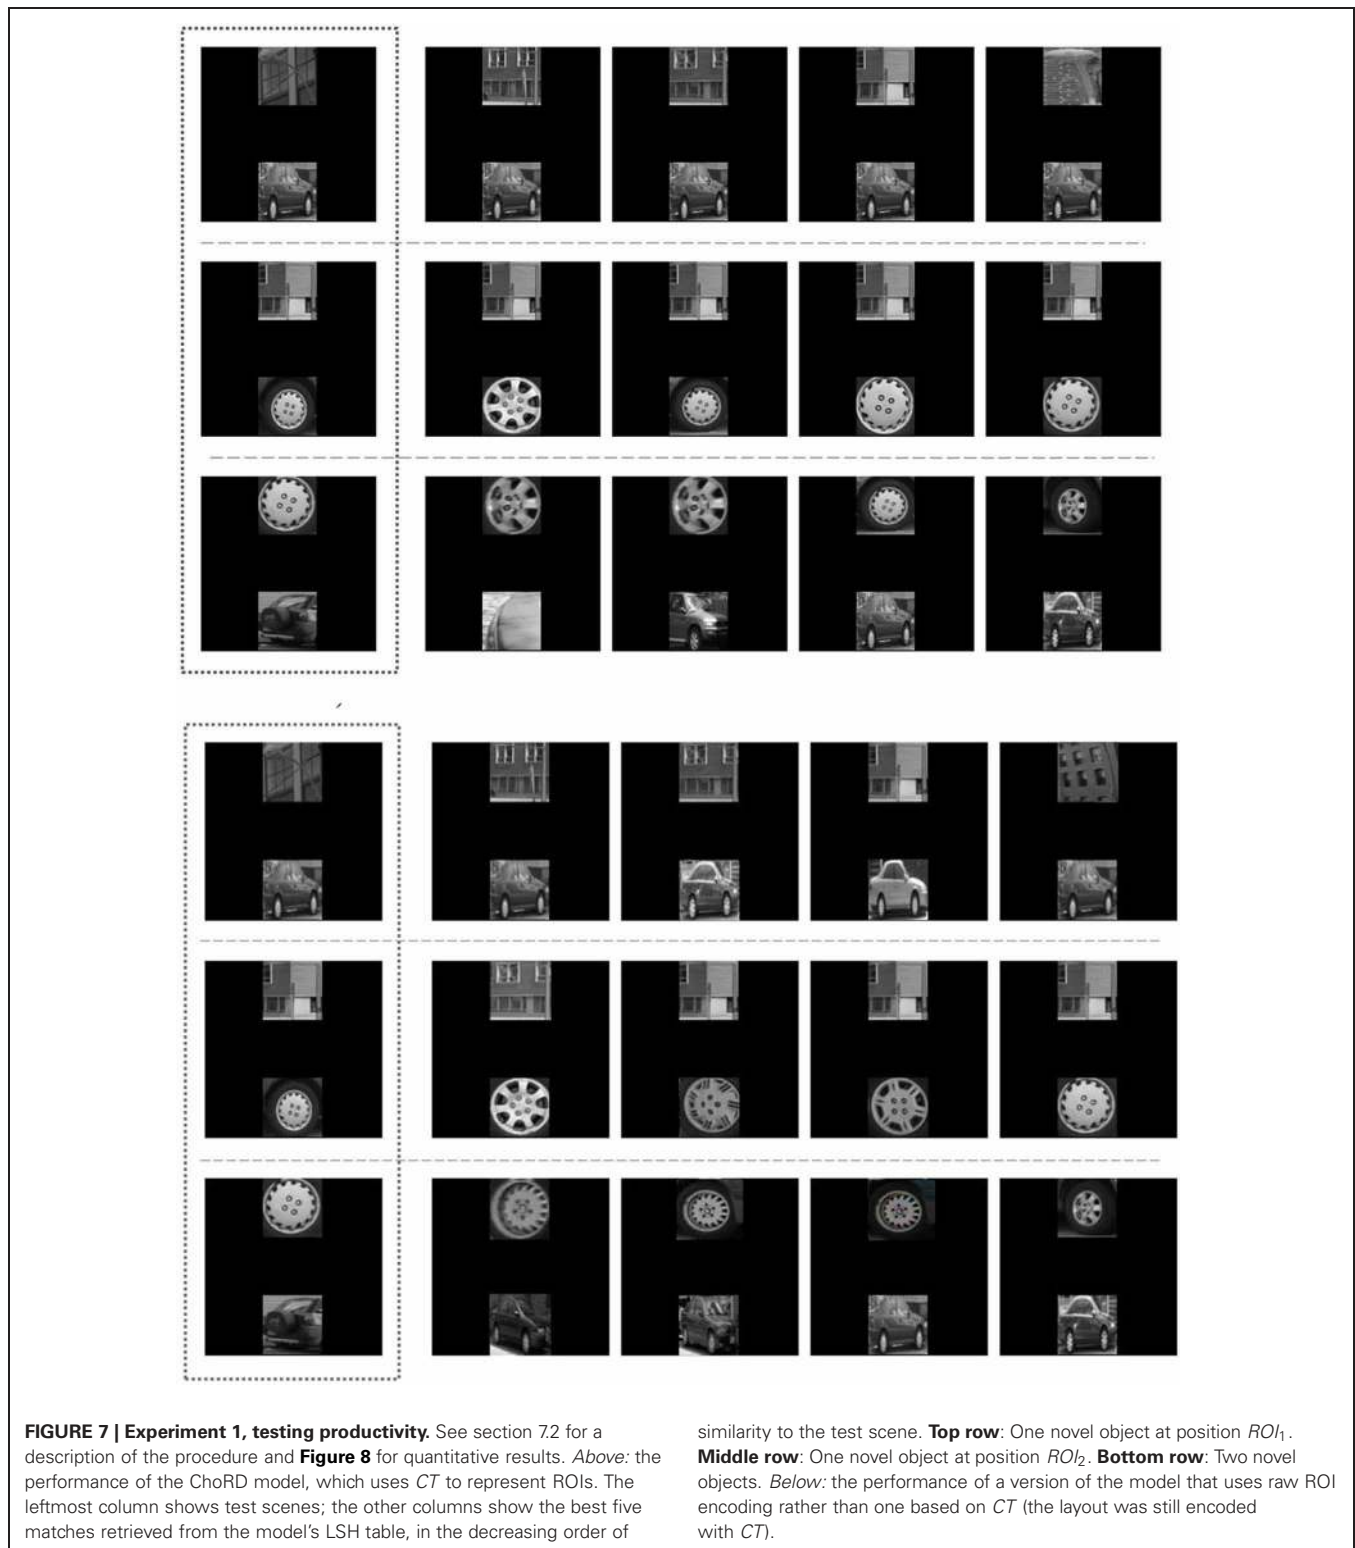 FIGURE 7 | Experiment 1, testing productivity. See section 7.2 for a
description of the procedure and Figure 8 for quantitative results. Above: the
performance of the ChoRD model, which uses CT to represent ROIs. The
leftmost column shows test scenes; the other columns show the best five
matches retrieved from the model's LSH table, in the decreasing order of
similarity to the test scene. Top row: One novel object at position ROI1.
Middle row: One novel object at position ROI2. Bottom row: Two novel
objects. Below: the performance of a version of the model that uses raw ROI
encoding rather than one based on CT (the layout was still encoded
with CT).